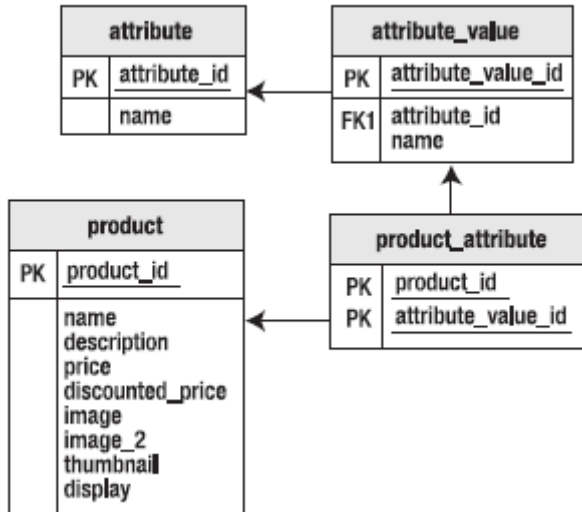 attribute
PK attribute_id
name
attribute_value
PK attribute_value_id
FK1 attribute_id
name
product
PK product_id
name
description
price
discounted_price
image
image_2
thumbnail
display
product_attribute
PK product_id
PK attribute_value_id